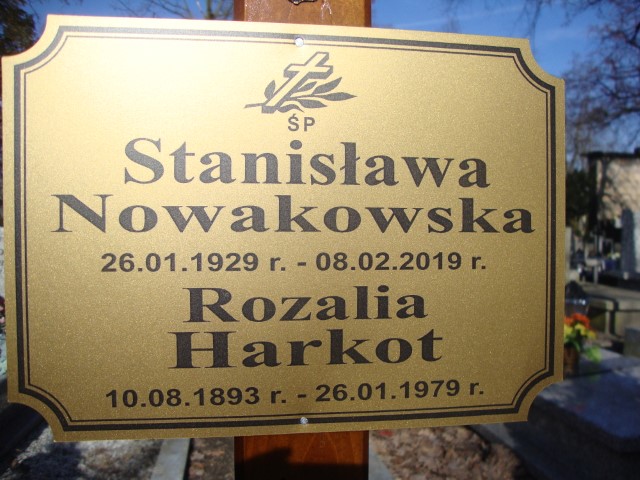 ŚP
Stanisława
Nowakowska
26.01.1929 r. - 08.02.2019 r.
Rozalia
Harkot
10.08.1893 r. - 26.01.1979 r.